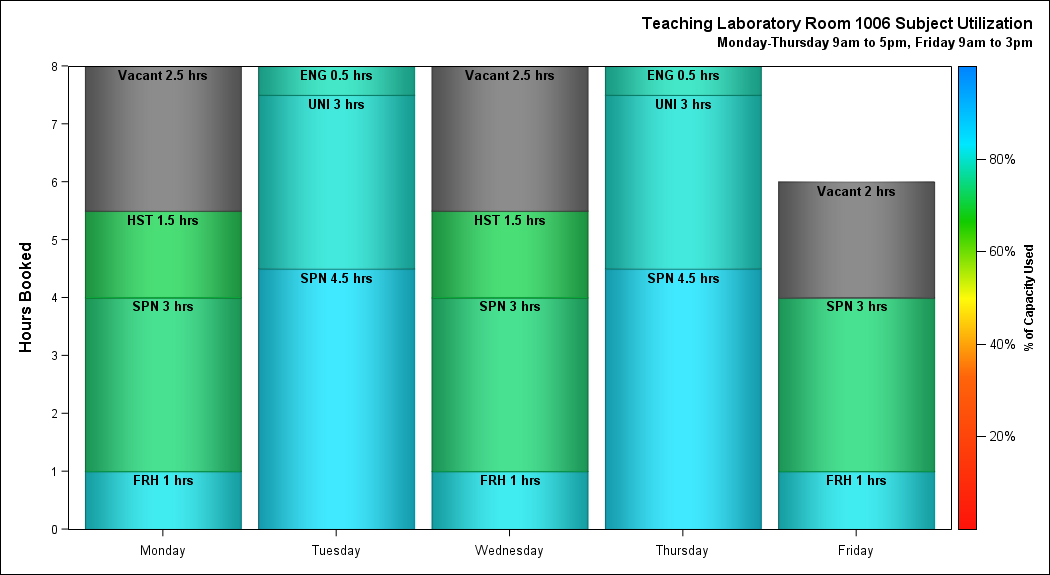 Teaching Laboratory Room 1006 Subject Utilization
Monday-Thursday 9am to 5pm, Friday 9am to 3pm
Hours Booked
8
7
6
5
4
3
2
1
0
Vacant 2.5 hrs
HST 1.5 hrs
SPN 3 hrs
FRH 1 hrs
ENG 0.5 hrs
UNI 3 hrs
SPN 4.5 hrs
Vacant 2.5 hrs
HST 1.5 hrs
SPN 3 hrs
FRH 1 hrs
ENG 0.5 hrs
UNI 3 hrs
SPN 4.5 hrs
Vacant 2 hrs
SPN 3 hrs
FRH 1 hrs
Monday
Tuesday
Wednesday
Thursday
Friday
80%
60%
40%
20%
% of Capacity Used